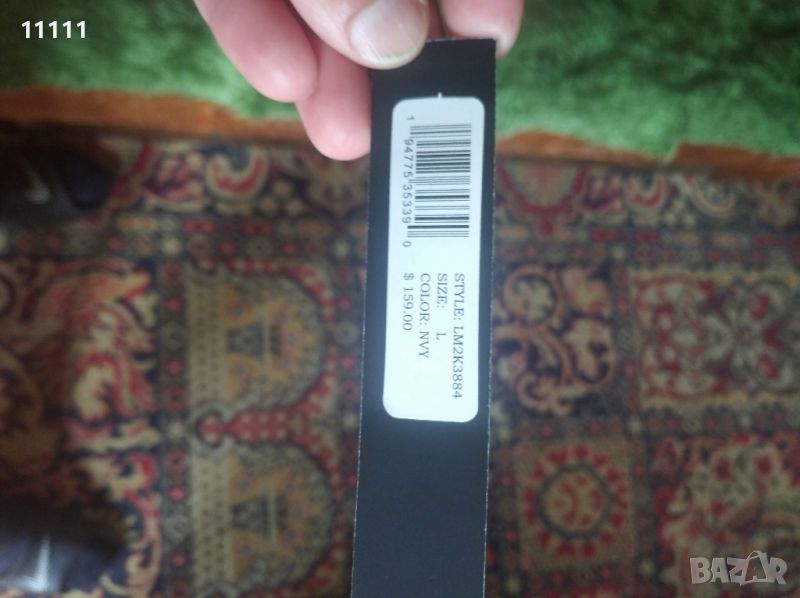 11111
1 94775 35339 0
STYLE: LM2K3884
SIZE: L
COLOR: NVY
$ 159.00
BAZAR